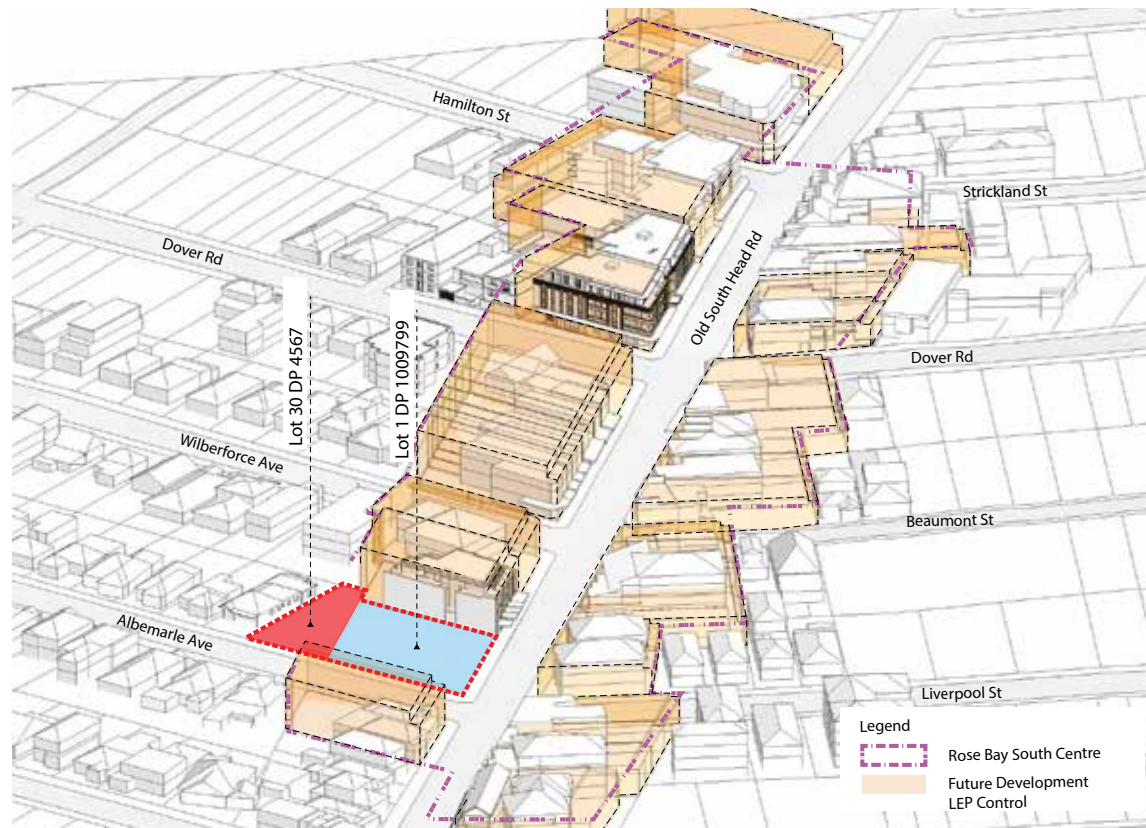 Hamilton St
Strickland St
Dover Rd
Old South Head Rd
Lot 30 DP 4567
Lot 1 DP 1009799
Dover Rd
Wilberforce Ave
Beaumont St
Albemarle Ave
Liverpool St
Legend
Rose Bay South Centre
Future Development
LEP Control